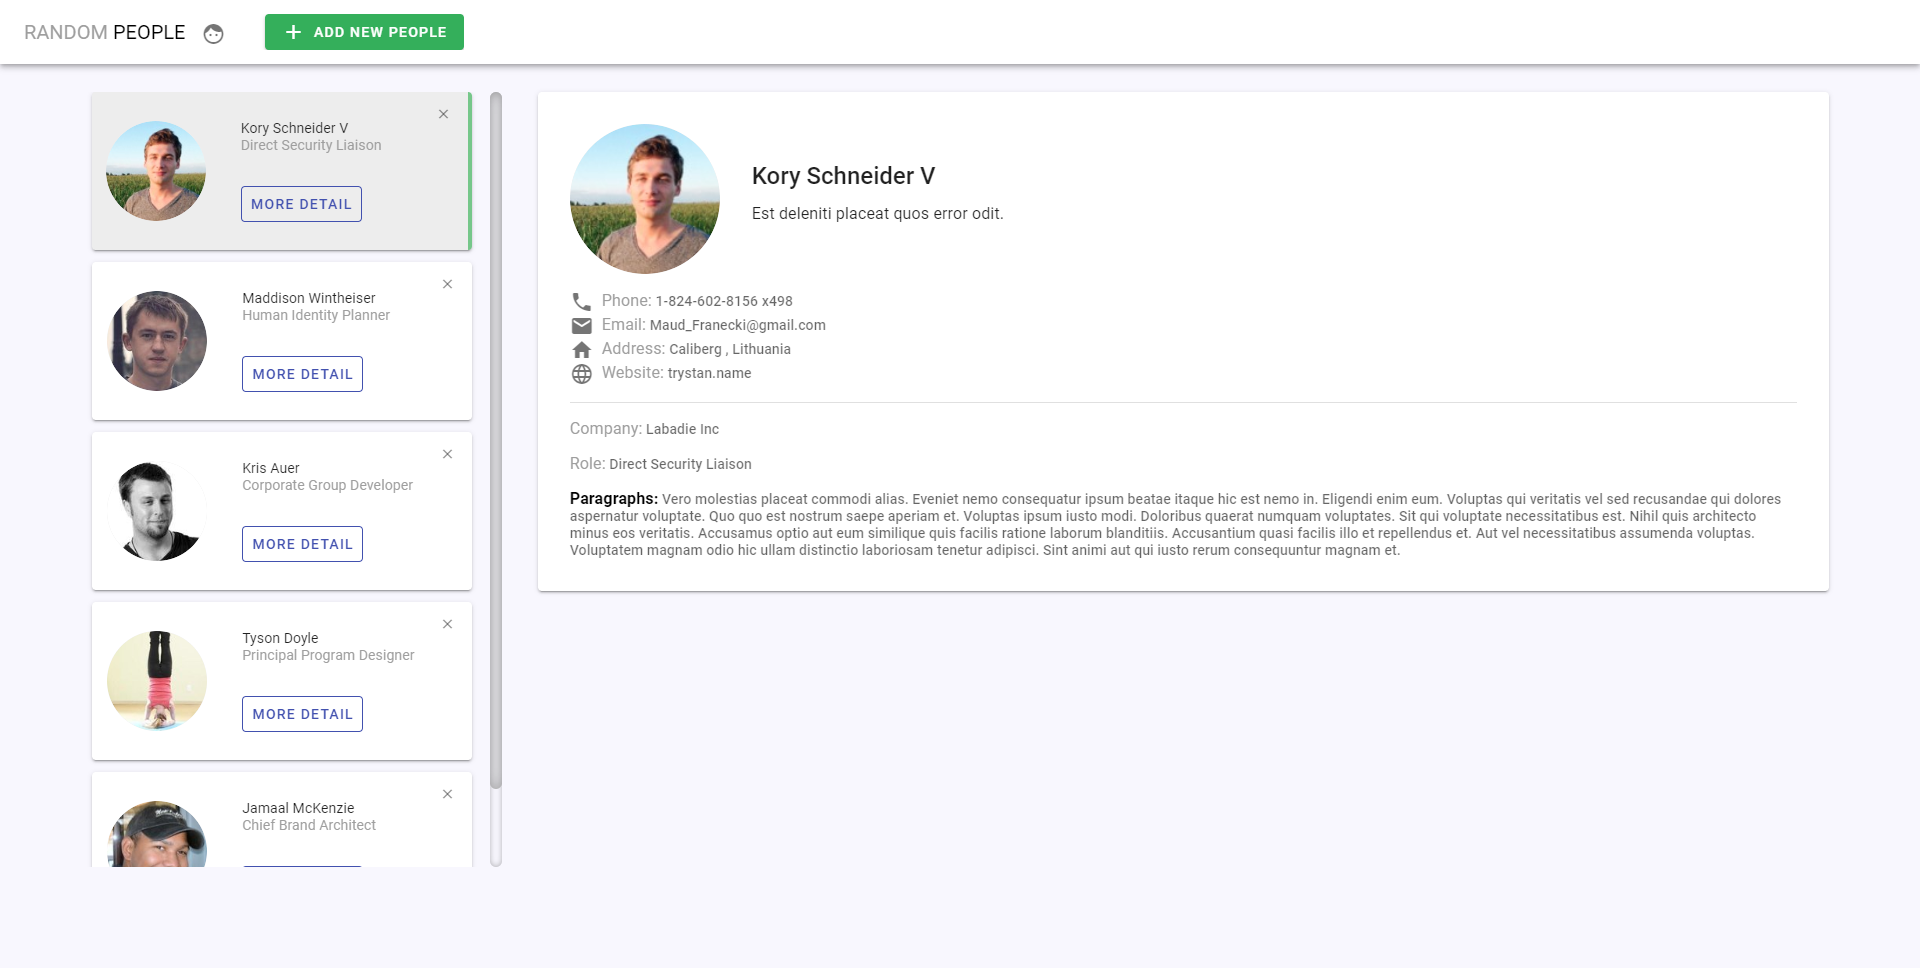 RANDOM PEOPLE
ADD NEW PEOPLE
Kory Schneider V
Direct Security Liaison
MORE DETAIL
Maddison Wintheiser
Human Identity Planner
MORE DETAIL
Kris Auer
Corporate Group Developer
MORE DETAIL
Tyson Doyle
Principal Program Designer
MORE DETAIL
Jamaal McKenzie
Chief Brand Architect
Kory Schneider V
Est deleniti placeat quos error odit.
Phone: 1-824-602-8156 x498
Email: Maud_Franecki@gmail.com
Address: Caliberg , Lithuania
Website: trystan.name
Company: Labadie Inc
Role: Direct Security Liaison
Paragraphs: Vero molestias placeat commodi alias. Eveniet nemo consequatur ipsum beatae itaque hic est nemo in. Eligendi enim eum. Voluptas qui veritatis vel sed recusandae qui dolores
aspernatur voluptate. Quo quo est nostrum saepe aperiam et. Voluptas ipsum iusto modi. Doloribus quaerat numquam voluptates. Sit qui voluptate necessitatibus est. Nihil quis architecto
minus eos veritatis. Accusamus optio aut eum similique quis facilis ratione laborum blanditiis. Accusantium quasi facilis illo et repellendus et. Aut vel necessitatibus assumenda voluptas.
Voluptatem magnam odio hic ullam distinctio laboriosam tenetur adipisci. Sint animi aut qui iusto rerum consequuntur magnam et.